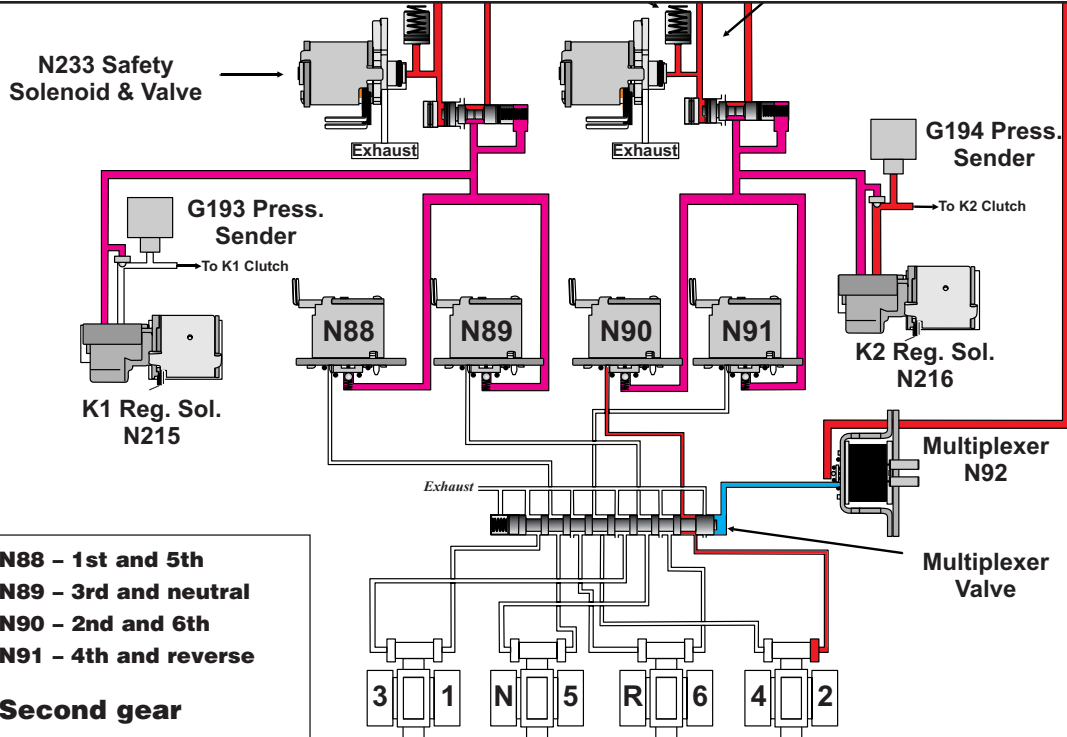 N233 Safety
Solenoid & Valve
Exhaust
Exhaust
G194 Press.
Sender
To K2 Clutch
G193 Press.
Sender
To K1 Clutch
N88
N89
N90
N91
K2 Reg. Sol.
N216
K1 Reg. Sol.
N215
Multiplexer
N92
Exhaust
Multiplexer
Valve
N88 – 1st and 5th
N89 – 3rd and neutral
N90 – 2nd and 6th
N91 – 4th and reverse
Second gear
3 1 N 5 R 6 4 2